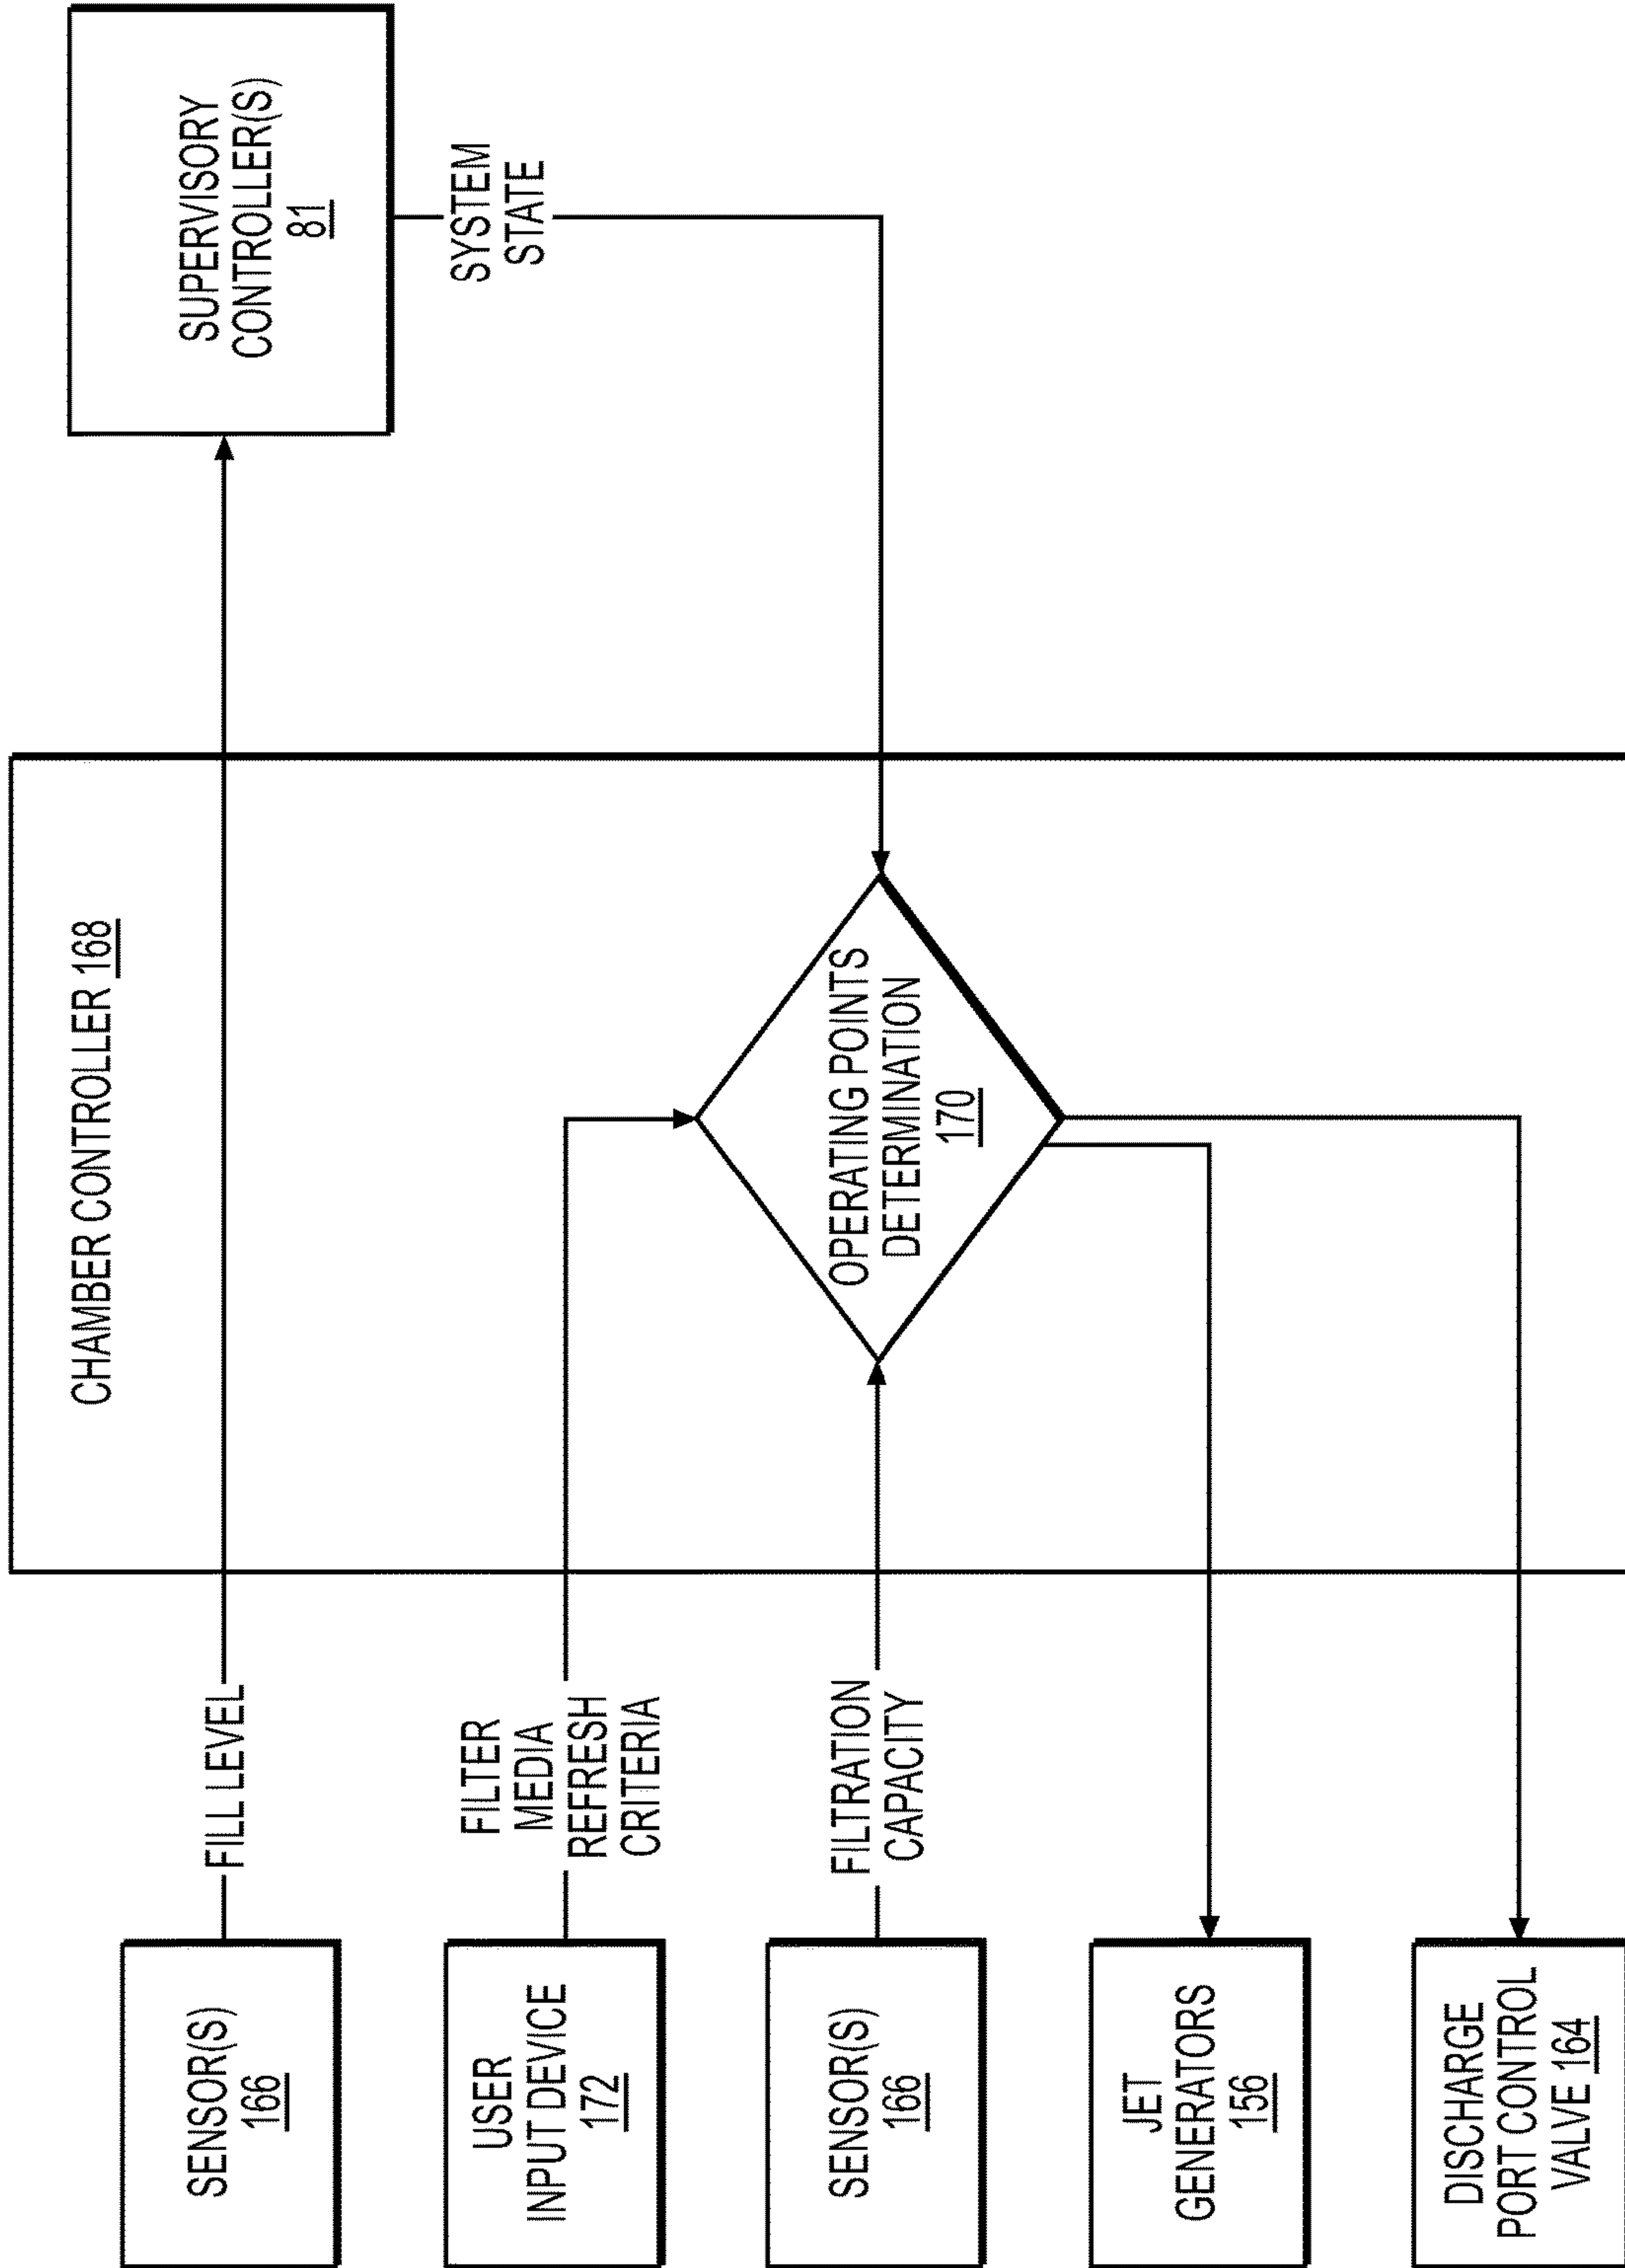 SENSOR(S)
166
FILL LEVEL
CHAMBER CONTROLLER 168
SUPERVISORY
CONTROLLER(S)
81
SYSTEM
STATE
USER
INPUT DEVICE
172
FILTER
MEDIA
REFRESH
CRITERIA
SENSOR(S)
166
FILTRATION
CAPACITY
OPERATING POINTS
DETERMINATION
170
JET
GENERATORS
156
DISCHARGE
PORT CONTROL
VALVE 164